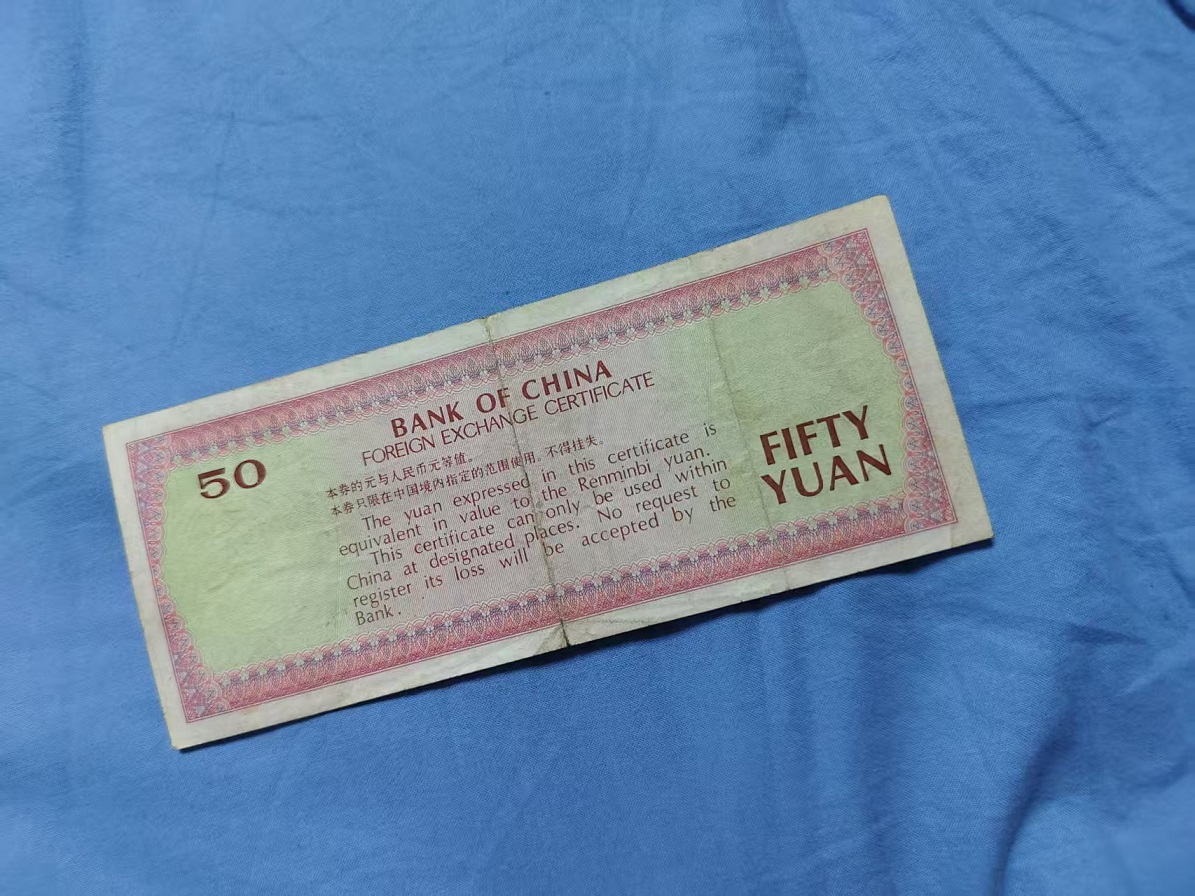 BANK OF CHINA
FOREIGN EXCHANGE CERTIFICATE
50
本券的元与人民币元等值。
本券只限在中国境内指定的范围使用，不得挂失。
The yuan expressed in this certificate is
equivalent in value to the Renminbi yuan.
This certificate can only be used within
China at designated places. No request to
register its loss will be accepted by the
Bank.
FIFTY
YUAN